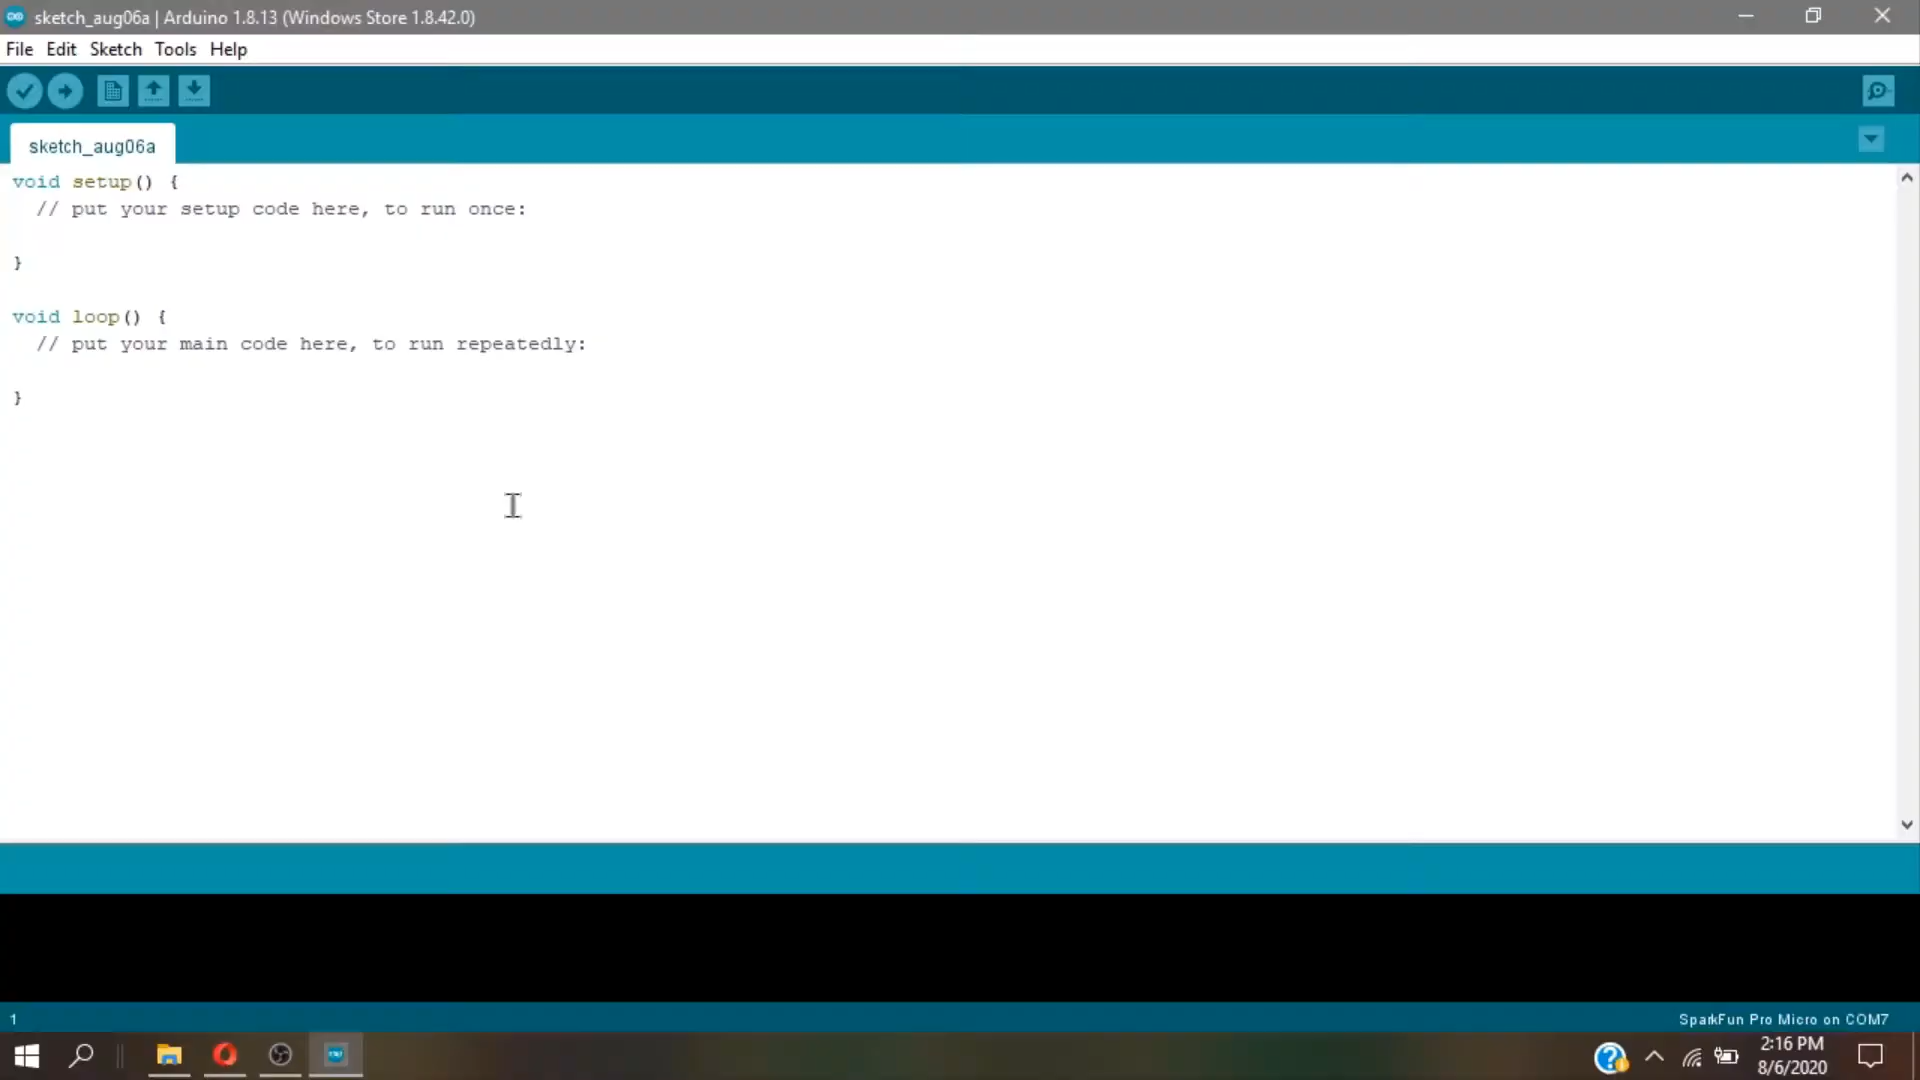 sketch_aug06a | Arduino 1.8.13 (Windows Store 1.8.42.0)
File Edit Sketch Tools Help
sketch_aug06a
void setup() {
  // put your setup code here, to run once:
}
void loop() {
  // put your main code here, to run repeatedly:
}
1
SparkFun Pro Micro on COM7
2:16 PM
8/6/2020